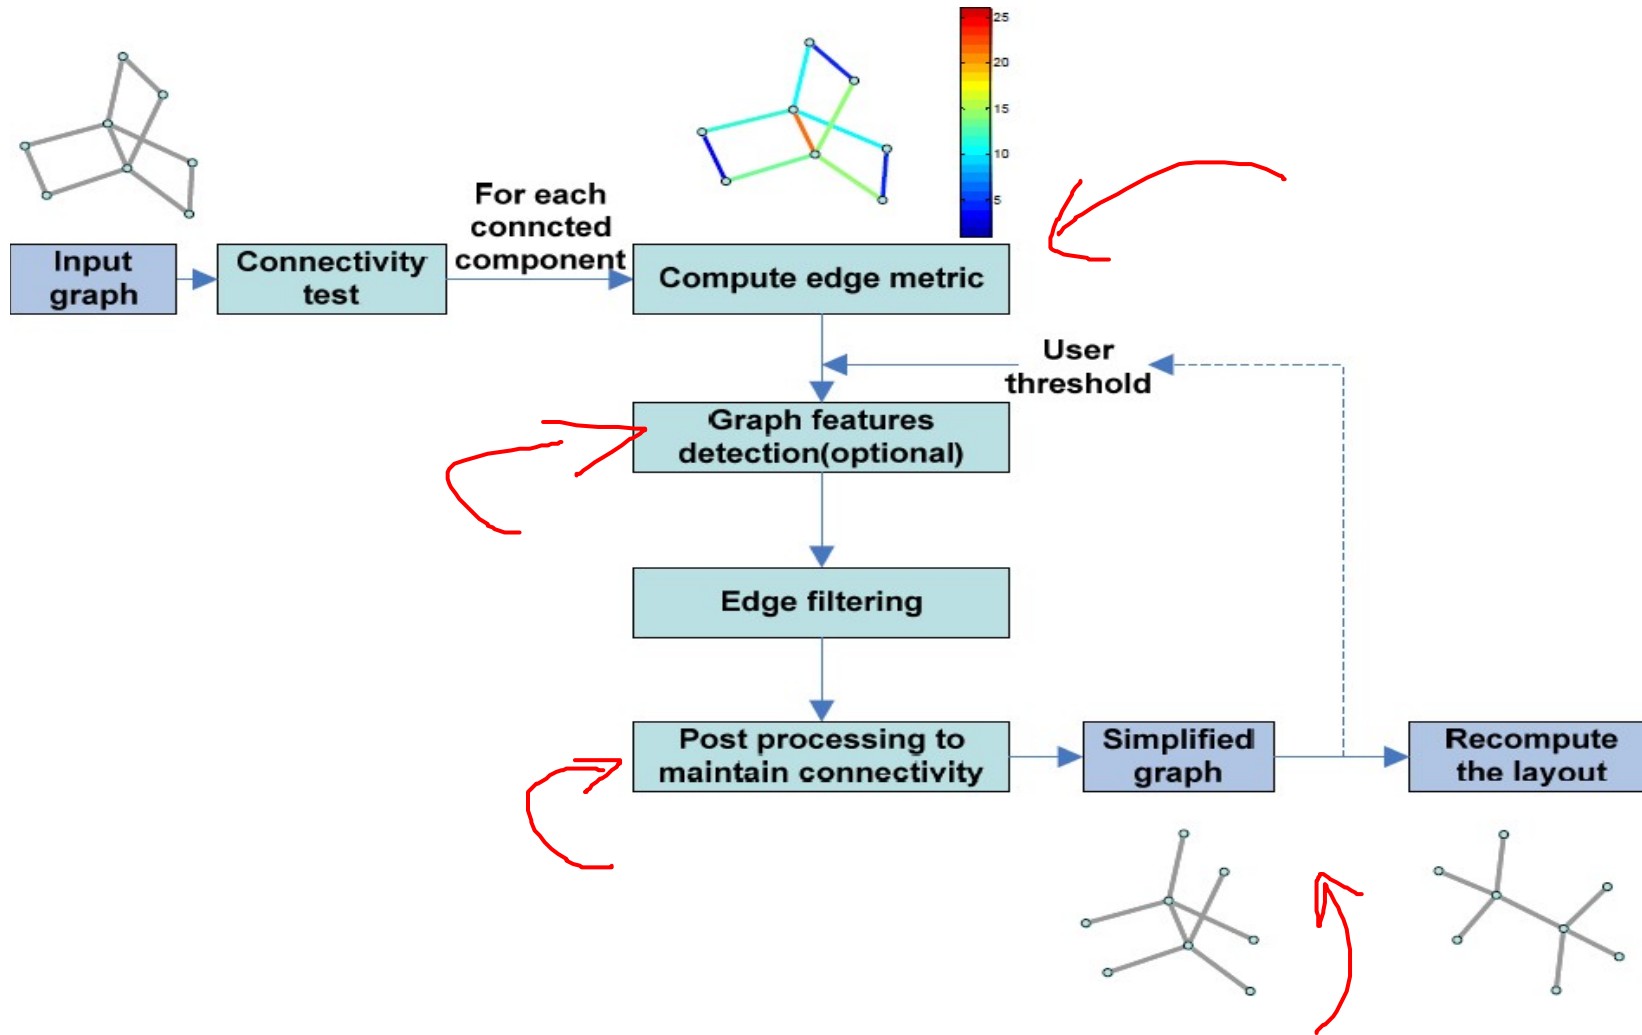 25
20
15
10
5
For each
conncted
component
Input
graph
Connectivity
test
Compute edge metric
User
threshold
Graph features
detection(optional)
Edge filtering
Post processing to
maintain connectivity
Simplified
graph
Recompute
the layout